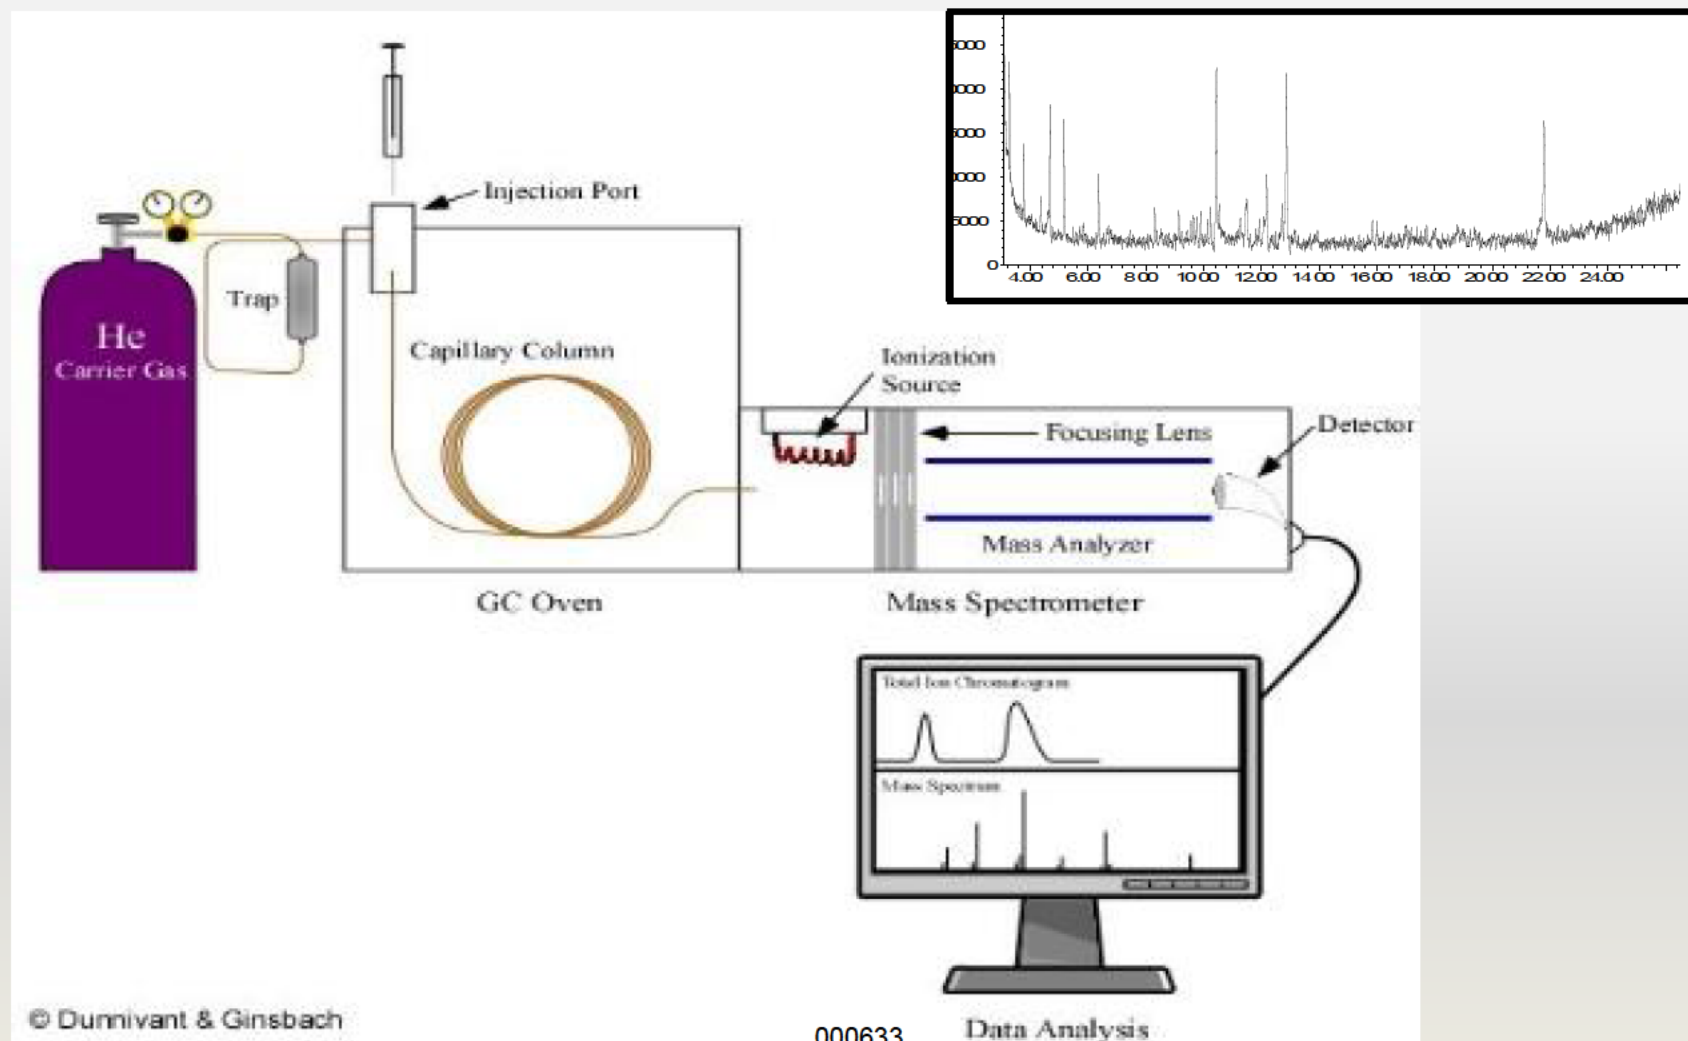 Injection Port
Trap
He
Carrier Gas
Capillary Column
Ionization
Source
Focusing Lens
Detector
Mass Analyzer
GC Oven
Mass Spectrometer
Total Ion Chromatogram
Mass Spectrum
Data Analysis
© Dunnivant & Ginsbach
000633
5000
0
4.00 6.00 8.00 10.00 12.00 14.00 16.00 18.00 20.00 22.00 24.00